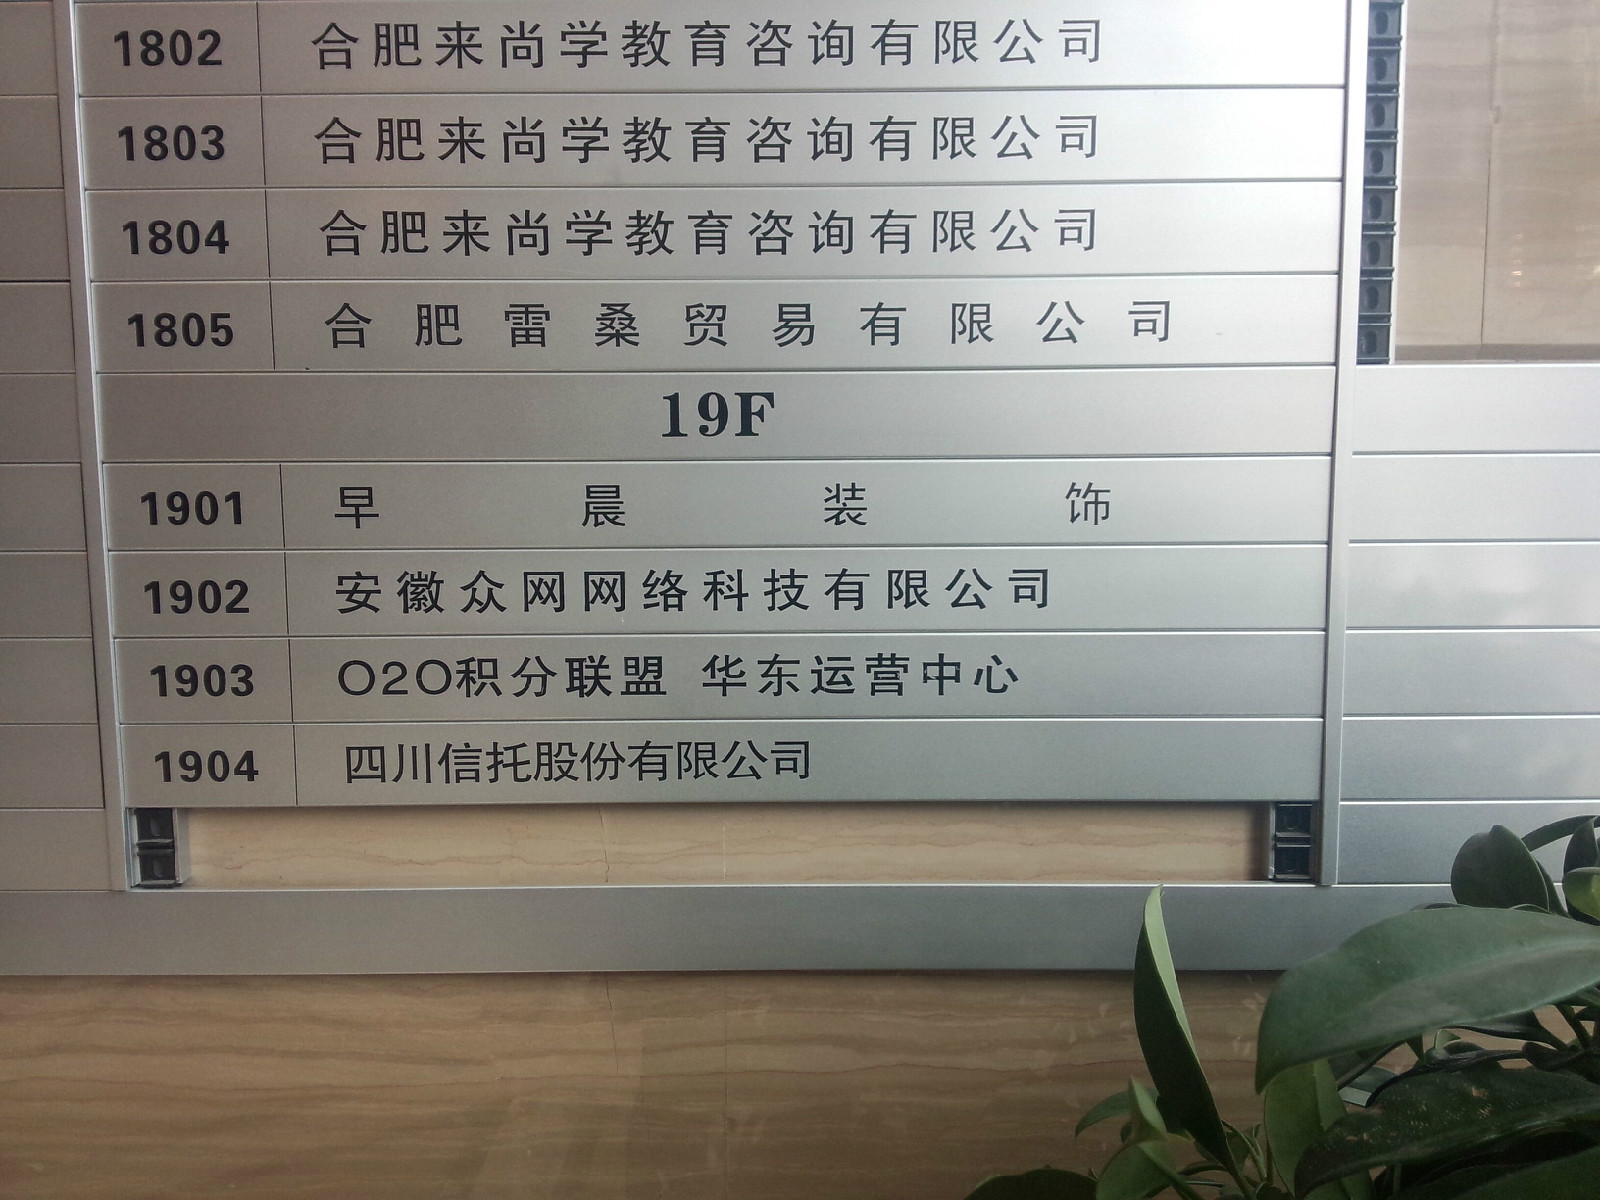 1802 合肥来尚学教育咨询有限公司
1803 合肥来尚学教育咨询有限公司
1804 合肥来尚学教育咨询有限公司
1805 合肥雷桑贸易有限公司
19F
1901 早晨装饰
1902 安徽众网网络科技有限公司
1903 O2O积分联盟 华东运营中心
1904 四川信托股份有限公司